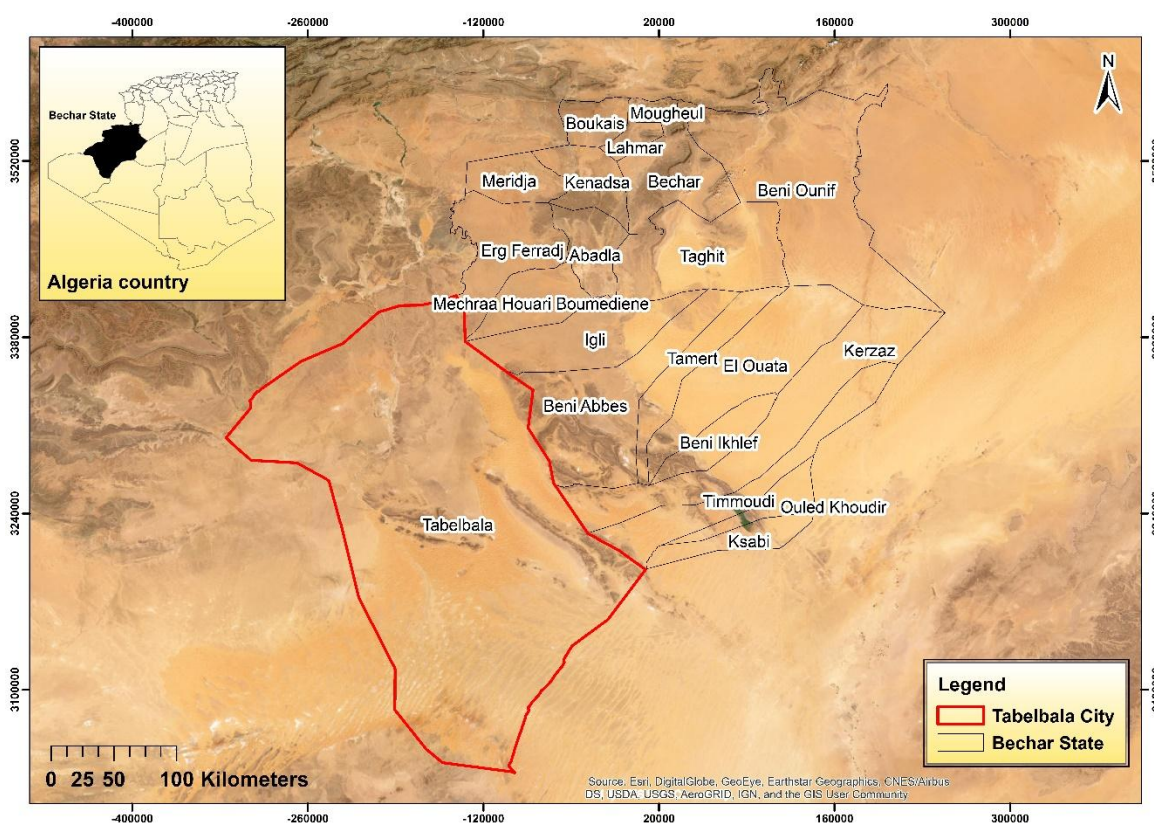 -400000 -260000 -120000 20000 160000 300000
Bechar State
Algeria country
N
Mougheul
Boukais
Lahmar
Meridja
Kenadsa
Bechar
Beni Ounif
Erg Ferradj
Abadla
Taghit
Mechraa Houari Boumediene
Igli
Tamert
El Ouata
Kerzaz
Beni Abbes
Beni Ikhlef
Timmoudi
Ouled Khoudir
Tabelbala
Ksabi
3520000
3380000
3240000
3100000
Legend
Tabelbala City
Bechar State
0 25 50 100 Kilometers
Source: Esri, DigitalGlobe, GeoEye, Earthstar Geographics, CNES/Airbus
DS, USDA, USGS, AeroGRID, IGN, and the GIS User Community
-400000 -260000 -120000 20000 160000 300000